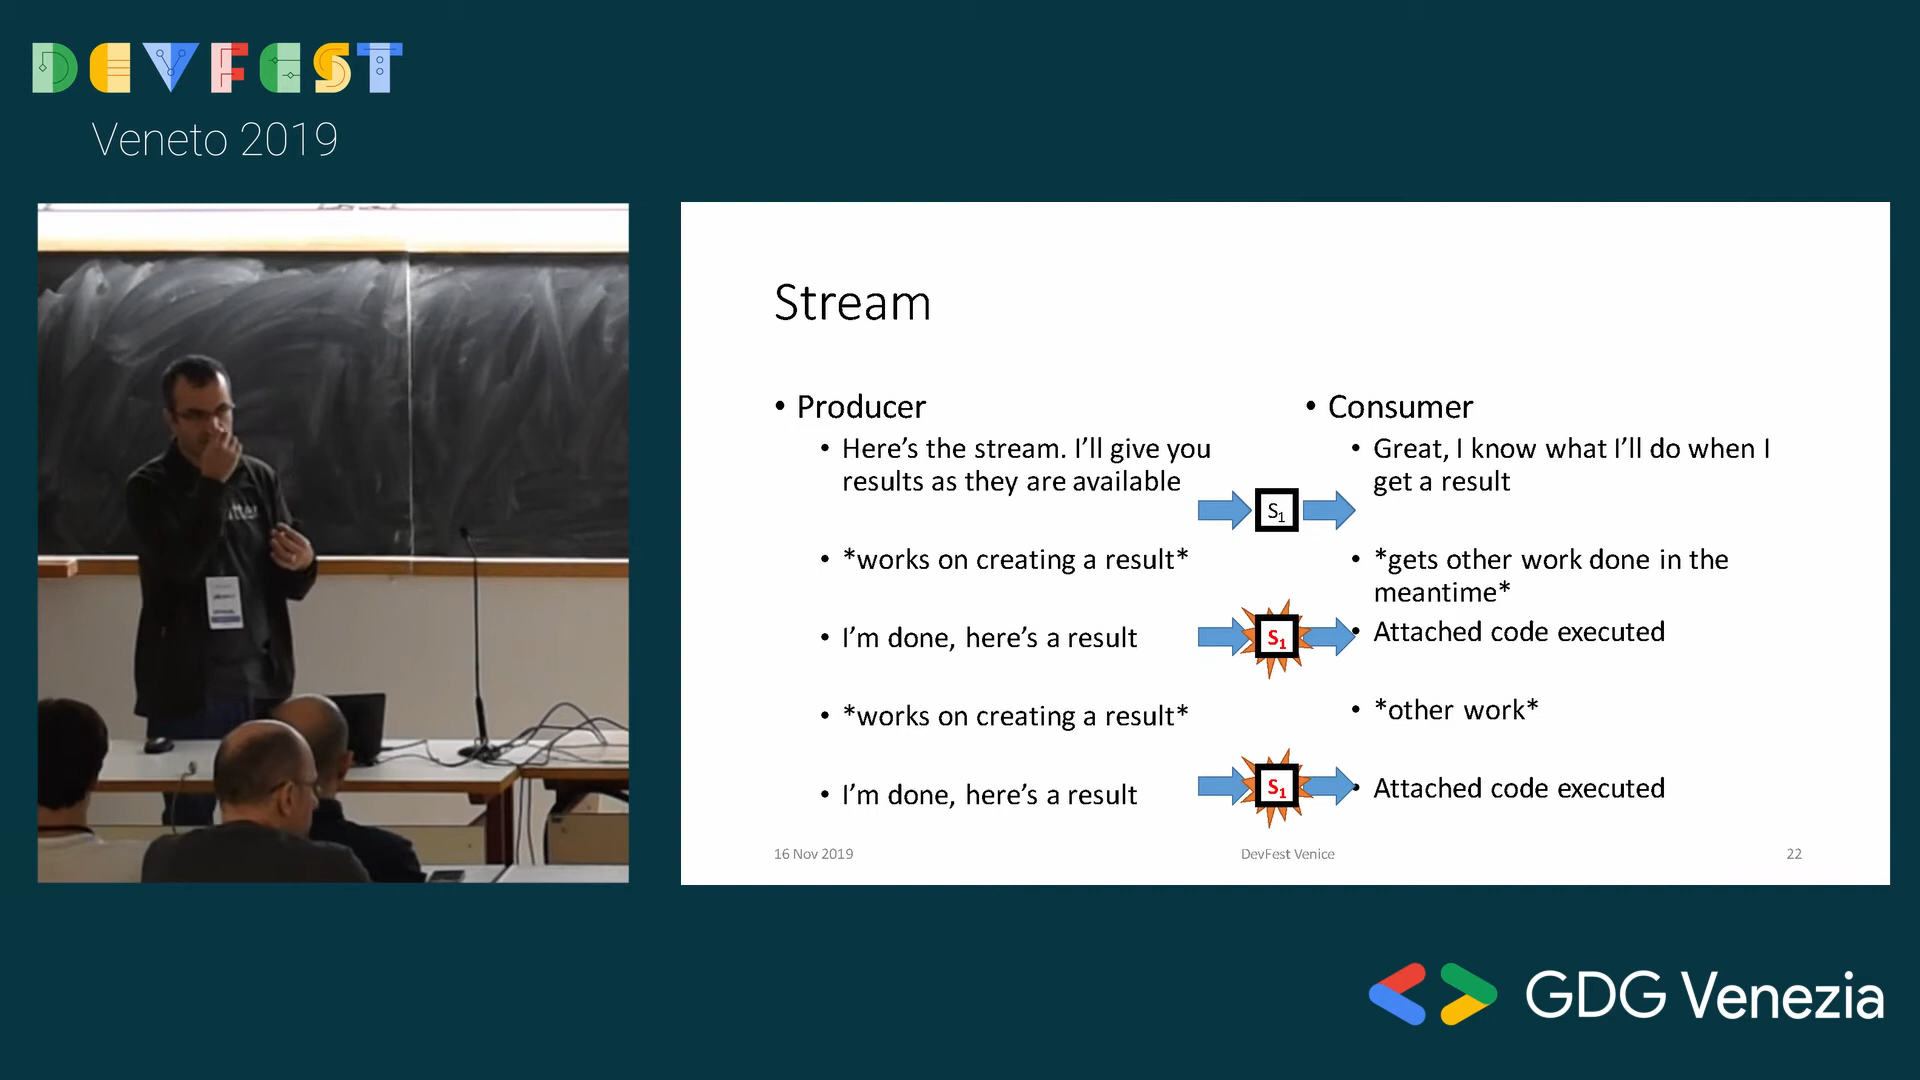 DEVFEST
Veneto 2019
Stream
• Producer
• Here's the stream. I'll give you
results as they are available
• *works on creating a result*
• I'm done, here's a result
• *works on creating a result*
• I'm done, here's a result
S1
S1
S1
• Consumer
• Great, I know what I'll do when I
get a result
• *gets other work done in the
meantime*
• Attached code executed
• *other work*
• Attached code executed
16 Nov 2019
DevFest Venice
22
GDG Venezia